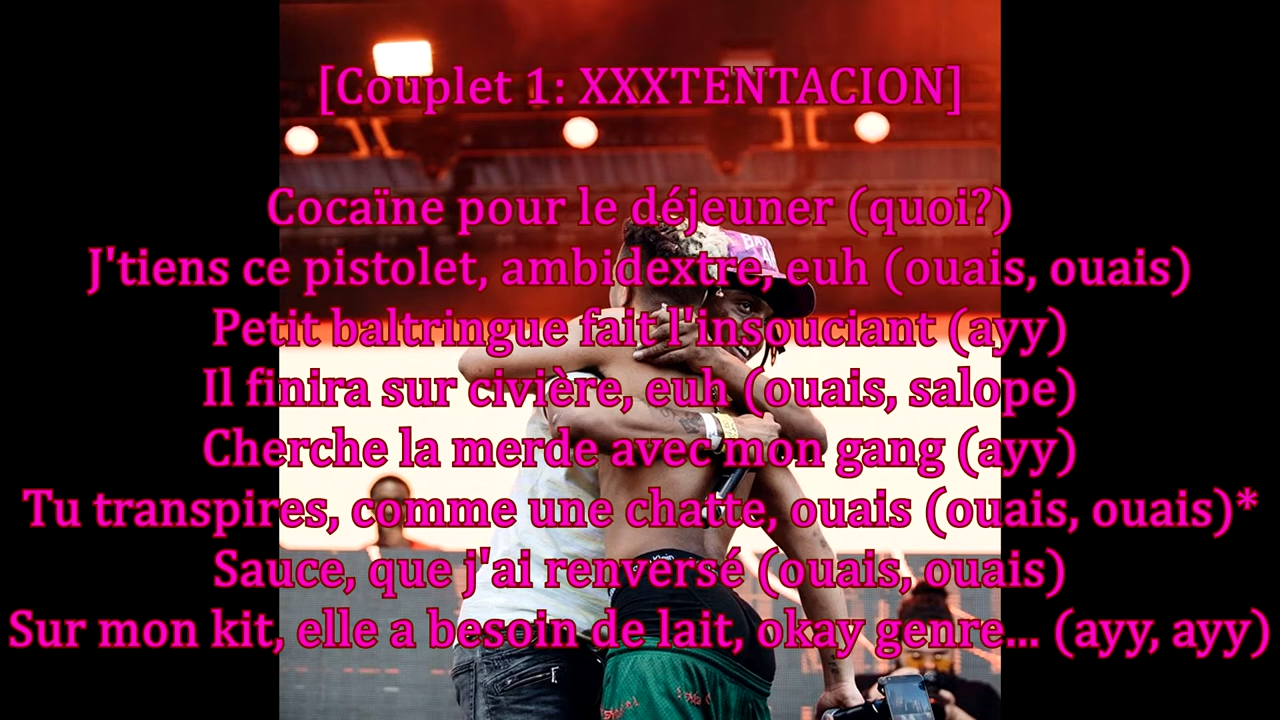 [Couplet 1: XXXTENTACION]
Cocaïne pour le déjeuner (quoi?)
J'tiens ce pistolet, ambidextre, euh (ouais, ouais)
Petit baltringue fait l'insouciant (ayy)
Il finira sur civière, euh (ouais, salope)
Cherche la merde avec mon gang (ayy)
Tu transpires, comme une chatte, ouais (ouais, ouais)*
Sauce, que j'ai renversé (ouais, ouais)
Sur mon kit, elle a besoin de lait, okay genre... (ayy, ayy)